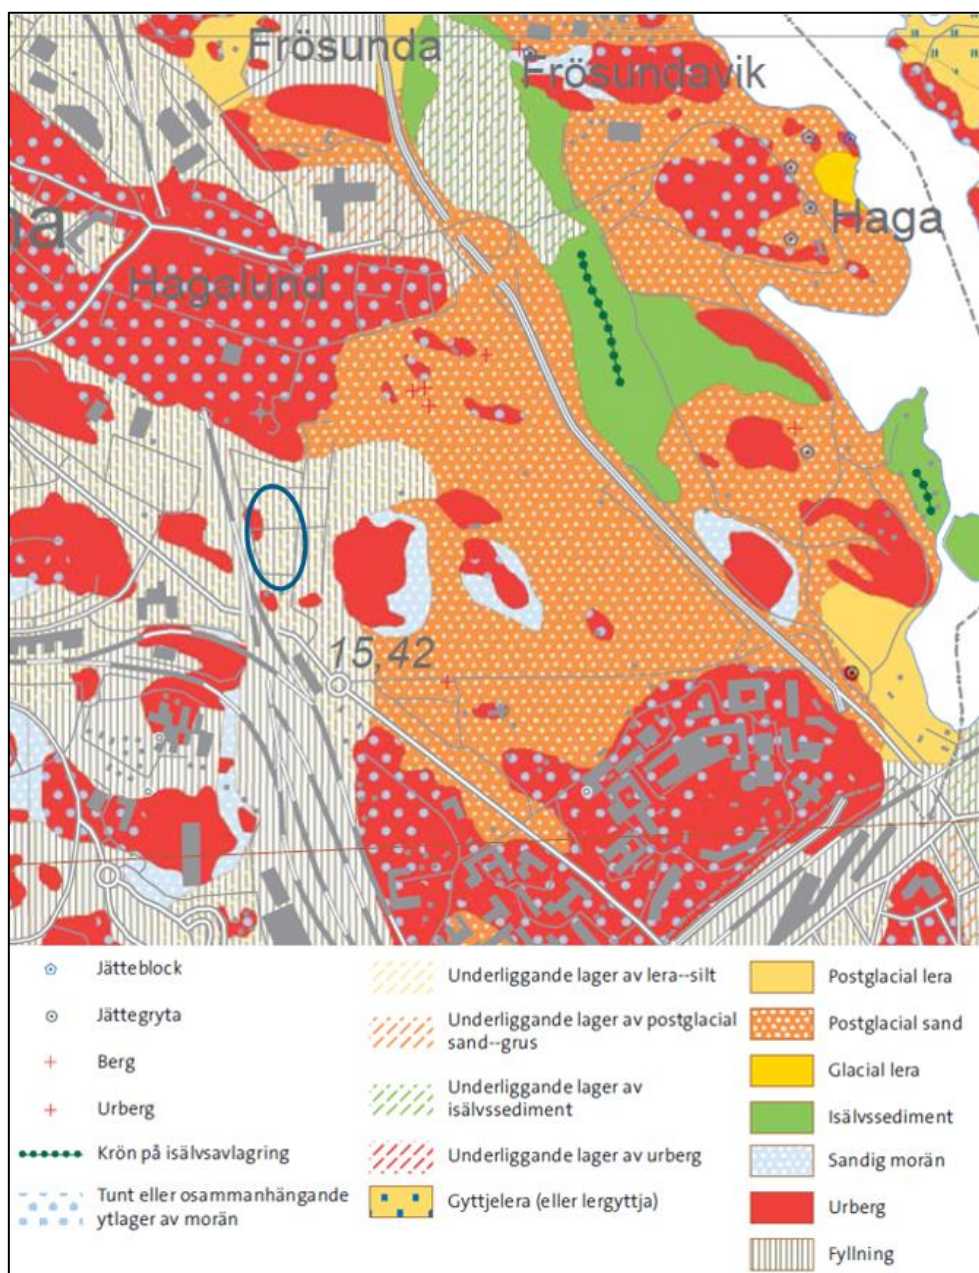 Frösunda
Frösundavik
na
Haga
Hagalund
15,42
Jätteblock
Jättegryta
Berg
Urberg
Krön på isälvsavlagring
Tunt eller osammanhängande
ytlager av morän
Underliggande lager av lera--silt
Underliggande lager av postglacial
sand--grus
Underliggande lager av
isälvssediment
Underliggande lager av urberg
Gyttjelera (eller lergyttja)
Postglacial lera
Postglacial sand
Glacial lera
Isälvssediment
Sandig morän
Urberg
Fyllning